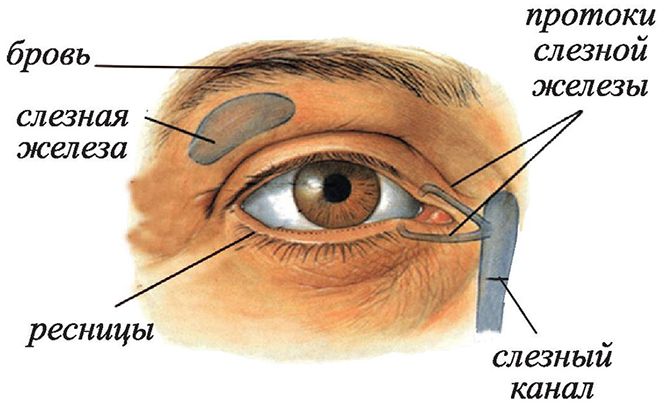 бровь
слезная
железа
ресницы
протоки
слезной
железы
слезный
канал